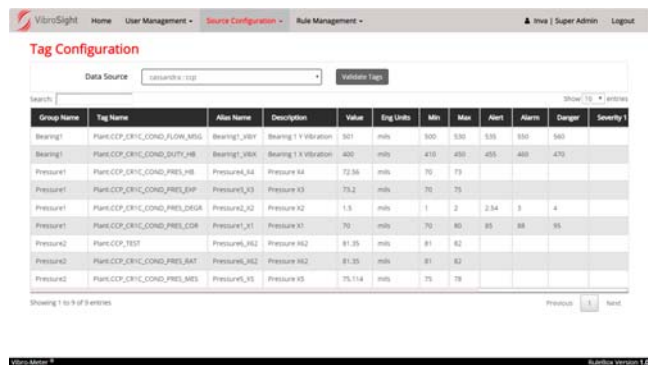 VibroSight Home User Management Source Configuration Rule Management Inva | Super Admin Logout
Tag Configuration
Data Source cassandra : ccp Validate Tags
Search: Show 10 entries
Group Name Tag Name Alias Name Description Value Eng Units Min Max Alert Alarm Danger Severity 1
Bearing1 Plant.CCP_CR1C_COND_FLOW_MSG Bearing1_VibY Bearing 1 Y Vibration 501 mils 500 530 535 550 560
Bearing1 Plant.CCP_CR1C_COND_DUTY_HB Bearing1_VibX Bearing 1 X Vibration 400 mils 410 450 455 460 470
Pressure1 Plant.CCP_CR1C_COND_PRES_HB Pressure4_X4 Pressure X4 72.56 mils 70 73
Pressure1 Plant.CCP_CR1C_COND_PRES_EXP Pressure3_X3 Pressure X3 73.2 mils 70 75
Pressure1 Plant.CCP_CR1C_COND_PRES_DEGR Pressure2_X2 Pressure X2 1.5 mils 1 2 2.54 3 4
Pressure1 Plant.CCP_CR1C_COND_PRES_COR Pressure1_X1 Pressure X1 70 mils 70 80 85 88 95
Pressure2 Plant.CCP_TEST Pressure6_X62 Pressure X62 81.35 mils 81 82
Pressure2 Plant.CCP_CR1C_COND_PRES_RAT Pressure6_X62 Pressure X62 81.35 mils 81 82
Pressure2 Plant.CCP_CR1C_COND_PRES_MES Pressure5_X5 Pressure X5 75.114 mils 75 78
Showing 1 to 9 of 9 entries Previous 1 Next
Vibro-Meter ® RuleBox Version 1.0